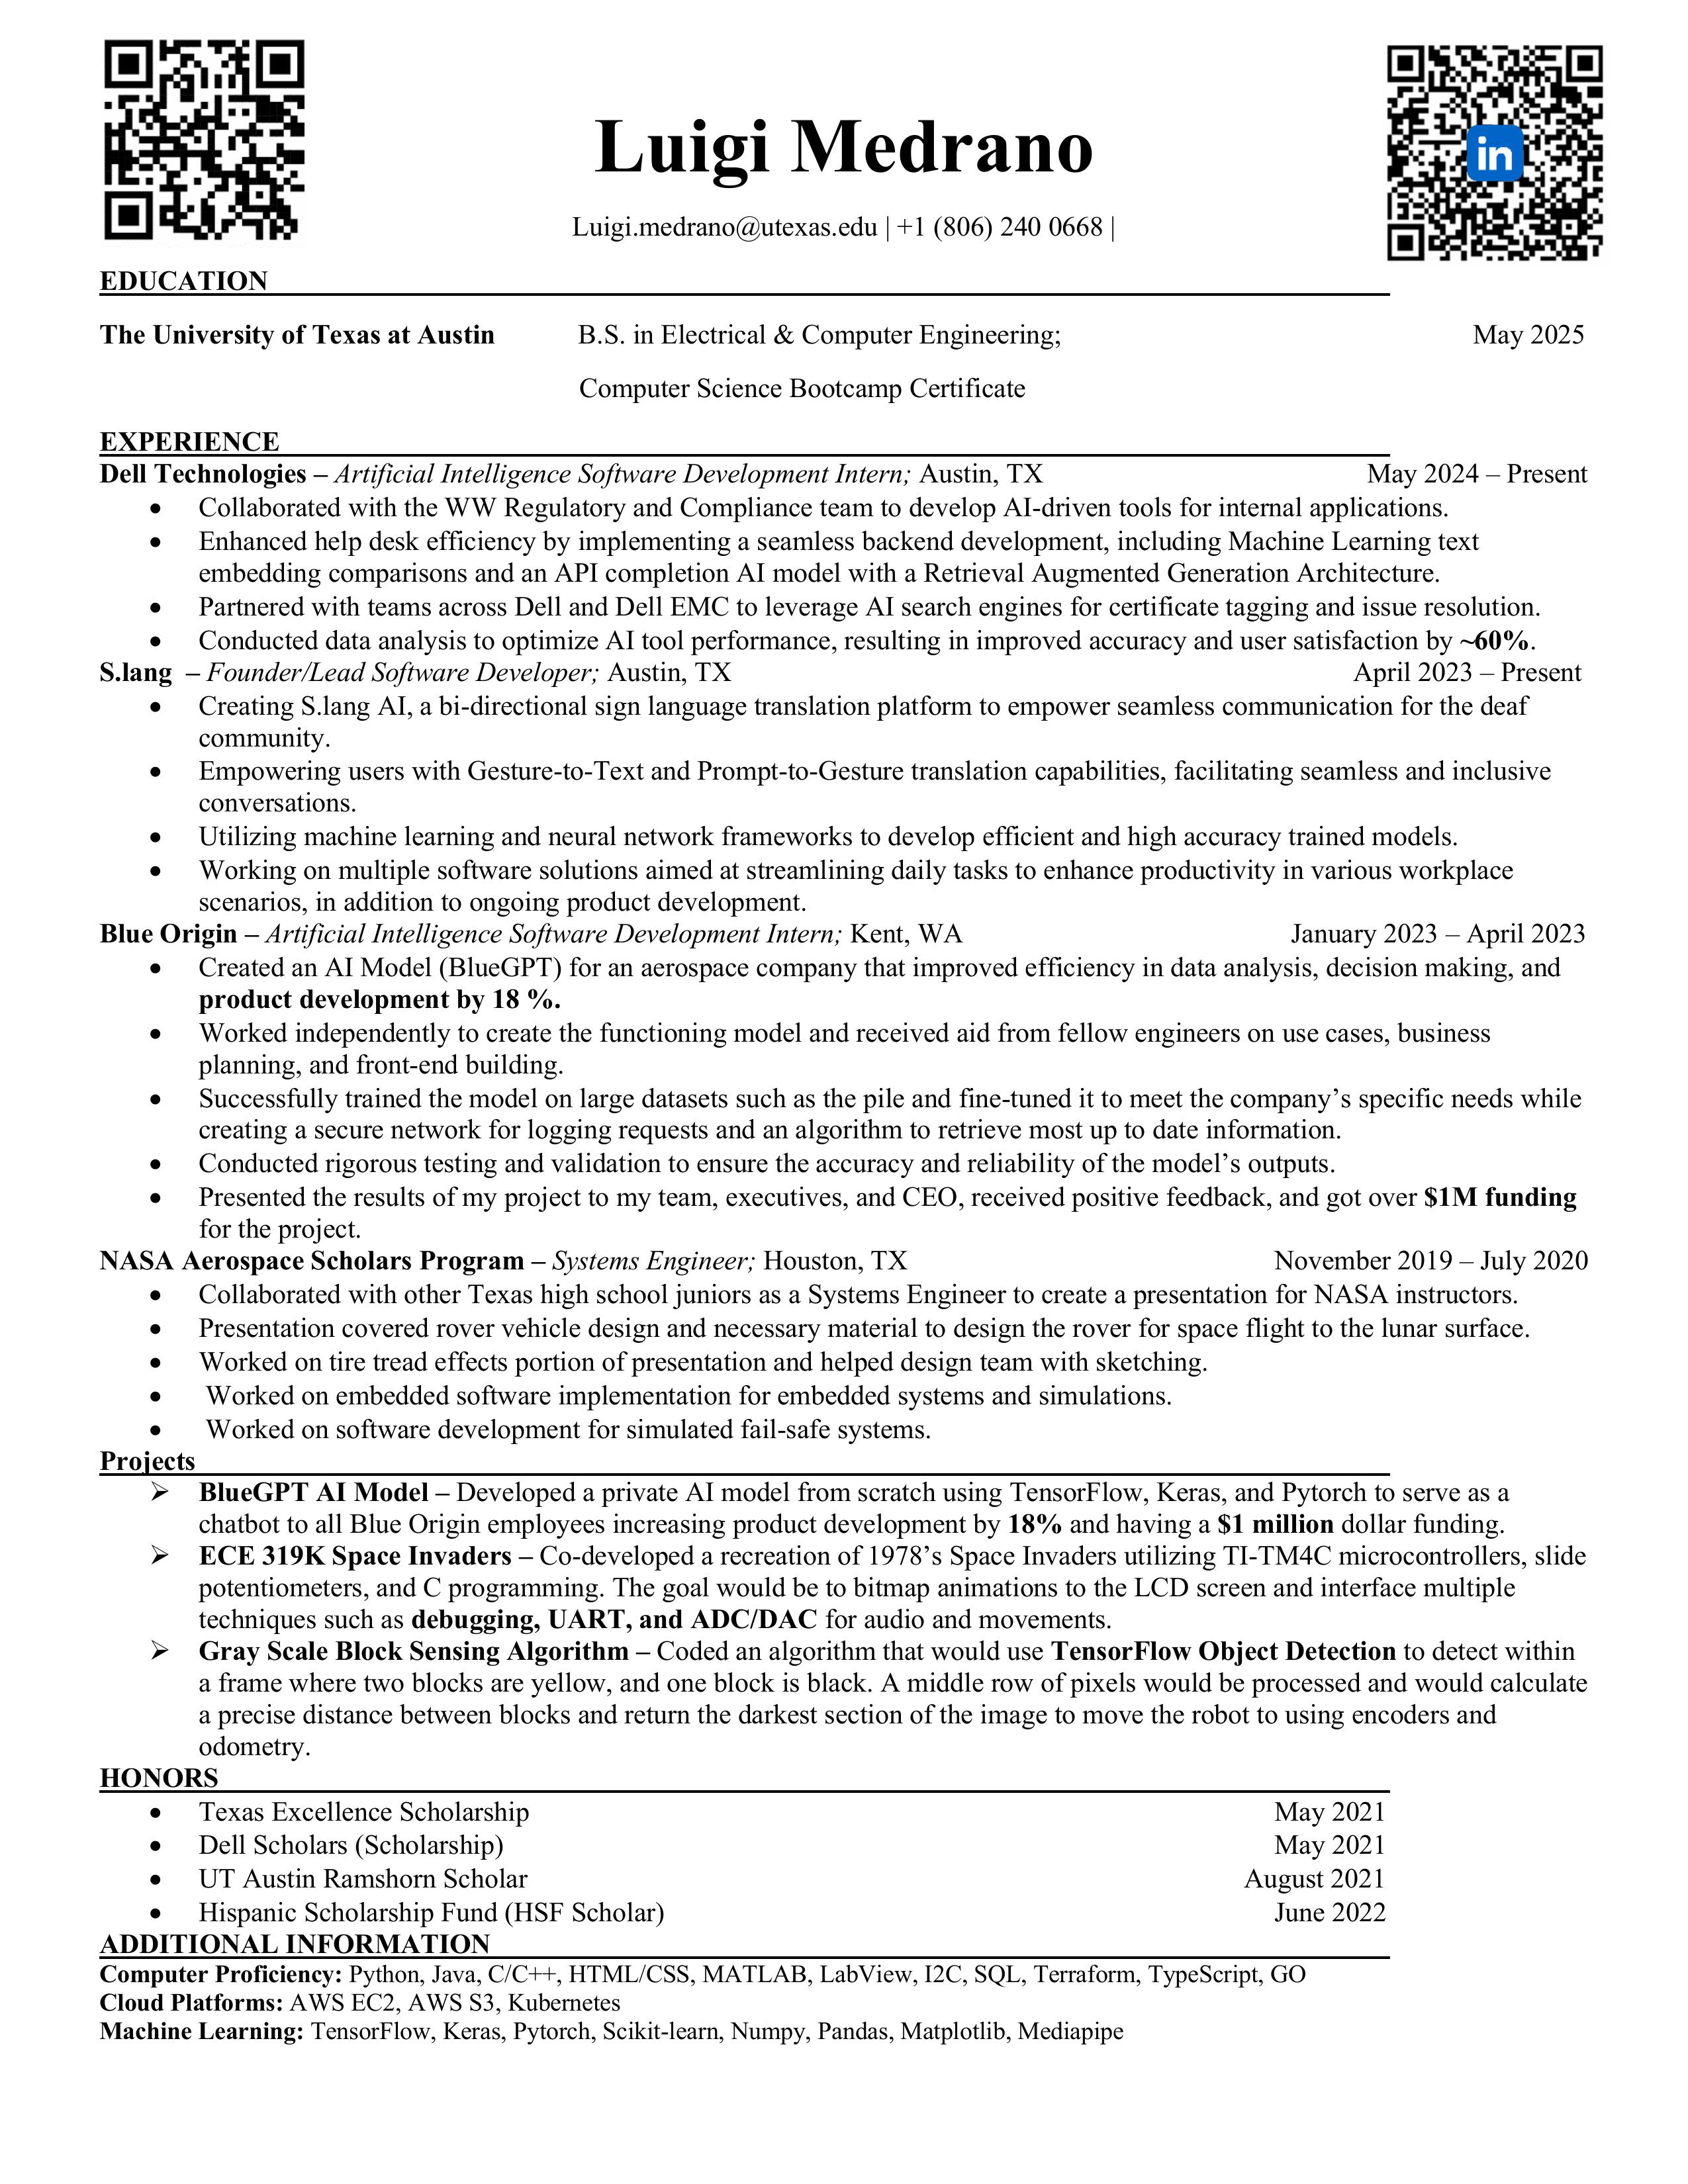 Luigi Medrano
in
Luigi.medrano@utexas.edu | +1 (806) 240 0668 |
EDUCATION
The University of Texas at Austin B.S. in Electrical & Computer Engineering; May 2025
Computer Science Bootcamp Certificate
EXPERIENCE
Dell Technologies – Artificial Intelligence Software Development Intern; Austin, TX May 2024 – Present
• Collaborated with the WW Regulatory and Compliance team to develop AI-driven tools for internal applications.
• Enhanced help desk efficiency by implementing a seamless backend development, including Machine Learning text
embedding comparisons and an API completion AI model with a Retrieval Augmented Generation Architecture.
• Partnered with teams across Dell and Dell EMC to leverage AI search engines for certificate tagging and issue resolution.
• Conducted data analysis to optimize AI tool performance, resulting in improved accuracy and user satisfaction by ~60%.
S.lang – Founder/Lead Software Developer; Austin, TX April 2023 – Present
• Creating S.lang AI, a bi-directional sign language translation platform to empower seamless communication for the deaf
community.
• Empowering users with Gesture-to-Text and Prompt-to-Gesture translation capabilities, facilitating seamless and inclusive
conversations.
• Utilizing machine learning and neural network frameworks to develop efficient and high accuracy trained models.
• Working on multiple software solutions aimed at streamlining daily tasks to enhance productivity in various workplace
scenarios, in addition to ongoing product development.
Blue Origin – Artificial Intelligence Software Development Intern; Kent, WA January 2023 – April 2023
• Created an AI Model (BlueGPT) for an aerospace company that improved efficiency in data analysis, decision making, and
product development by 18 %.
• Worked independently to create the functioning model and received aid from fellow engineers on use cases, business
planning, and front-end building.
• Successfully trained the model on large datasets such as the pile and fine-tuned it to meet the company’s specific needs while
creating a secure network for logging requests and an algorithm to retrieve most up to date information.
• Conducted rigorous testing and validation to ensure the accuracy and reliability of the model’s outputs.
• Presented the results of my project to my team, executives, and CEO, received positive feedback, and got over $1M funding
for the project.
NASA Aerospace Scholars Program – Systems Engineer; Houston, TX November 2019 – July 2020
• Collaborated with other Texas high school juniors as a Systems Engineer to create a presentation for NASA instructors.
• Presentation covered rover vehicle design and necessary material to design the rover for space flight to the lunar surface.
• Worked on tire tread effects portion of presentation and helped design team with sketching.
• Worked on embedded software implementation for embedded systems and simulations.
• Worked on software development for simulated fail-safe systems.
Projects
➢ BlueGPT AI Model – Developed a private AI model from scratch using TensorFlow, Keras, and Pytorch to serve as a
chatbot to all Blue Origin employees increasing product development by 18% and having a $1 million dollar funding.
➢ ECE 319K Space Invaders – Co-developed a recreation of 1978’s Space Invaders utilizing TI-TM4C microcontrollers, slide
potentiometers, and C programming. The goal would be to bitmap animations to the LCD screen and interface multiple
techniques such as debugging, UART, and ADC/DAC for audio and movements.
➢ Gray Scale Block Sensing Algorithm – Coded an algorithm that would use TensorFlow Object Detection to detect within
a frame where two blocks are yellow, and one block is black. A middle row of pixels would be processed and would calculate
a precise distance between blocks and return the darkest section of the image to move the robot to using encoders and
odometry.
HONORS
• Texas Excellence Scholarship May 2021
• Dell Scholars (Scholarship) May 2021
• UT Austin Ramshorn Scholar August 2021
• Hispanic Scholarship Fund (HSF Scholar) June 2022
ADDITIONAL INFORMATION
Computer Proficiency: Python, Java, C/C++, HTML/CSS, MATLAB, LabView, I2C, SQL, Terraform, TypeScript, GO
Cloud Platforms: AWS EC2, AWS S3, Kubernetes
Machine Learning: TensorFlow, Keras, Pytorch, Scikit-learn, Numpy, Pandas, Matplotlib, Mediapipe